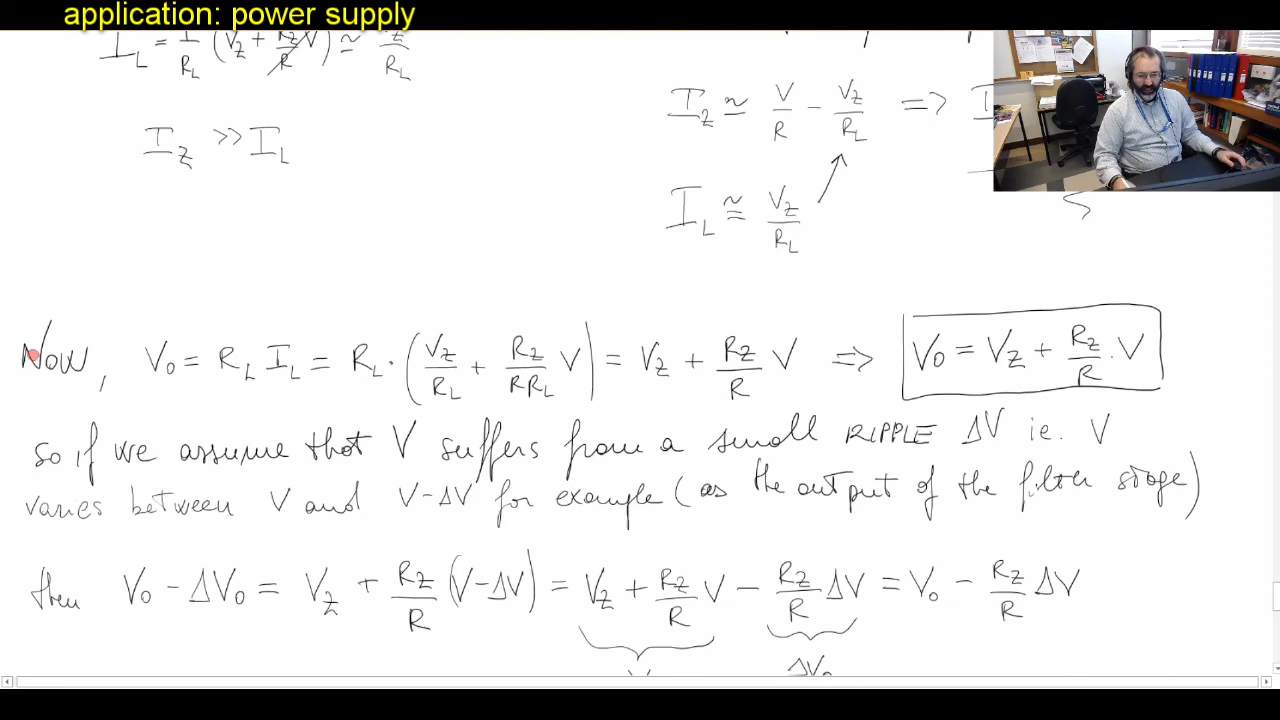 application: power supply
I_L = 1/R_L (V_Z + R_Z/R V) ≃ V_Z/R_L
I_Z ≃ V/R - V_Z/R_L => I
I_Z >> I_L
I_L ≅ V_Z/R_L
Now, V_0 = R_L I_L = R_L · (V_Z/R_L + R_Z/(R R_L) V) = V_Z + R_Z/R V => V_0 = V_Z + R_Z/R · V
so if we assume that V suffers from a small RIPPLE ΔV ie. V
varies between V and V-ΔV for example (as the output of the filter stage)
then V_0 - ΔV_0 = V_Z + R_Z/R (V-ΔV) = V_Z + R_Z/R V - R_Z/R ΔV = V_0 - R_Z/R ΔV
ΔV_0